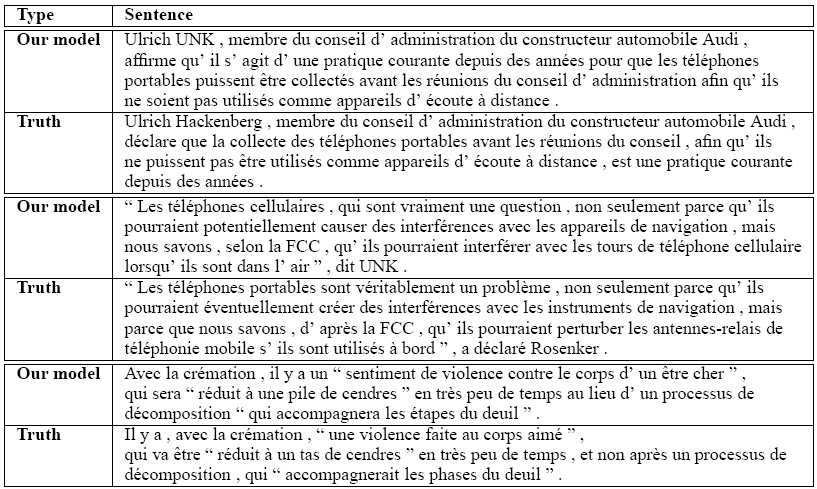 Type Sentence
Our model Ulrich UNK , membre du conseil d’ administration du constructeur automobile Audi ,
affirme qu’ il s’ agit d’ une pratique courante depuis des années pour que les téléphones
portables puissent être collectés avant les réunions du conseil d’ administration afin qu’ ils
ne soient pas utilisés comme appareils d’ écoute à distance .
Truth Ulrich Hackenberg , membre du conseil d’ administration du constructeur automobile Audi ,
déclare que la collecte des téléphones portables avant les réunions du conseil , afin qu’ ils
ne puissent pas être utilisés comme appareils d’ écoute à distance , est une pratique courante
depuis des années .
Our model “ Les téléphones cellulaires , qui sont vraiment une question , non seulement parce qu’ ils
pourraient potentiellement causer des interférences avec les appareils de navigation , mais
nous savons , selon la FCC , qu’ ils pourraient interférer avec les tours de téléphone cellulaire
lorsqu’ ils sont dans l’ air ” , dit UNK .
Truth “ Les téléphones portables sont véritablement un problème , non seulement parce qu’ ils
pourraient éventuellement créer des interférences avec les instruments de navigation , mais
parce que nous savons , d’ après la FCC , qu’ ils pourraient perturber les antennes-relais de
téléphonie mobile s’ ils sont utilisés à bord ” , a déclaré Rosenker .
Our model Avec la crémation , il y a un “ sentiment de violence contre le corps d’ un être cher ” ,
qui sera “ réduit à une pile de cendres ” en très peu de temps au lieu d’ un processus de
décomposition “ qui accompagnera les étapes du deuil ” .
Truth Il y a , avec la crémation , “ une violence faite au corps aimé ” ,
qui va être “ réduit à un tas de cendres ” en très peu de temps , et non après un processus de
décomposition , qui “ accompagnerait les phases du deuil ” .